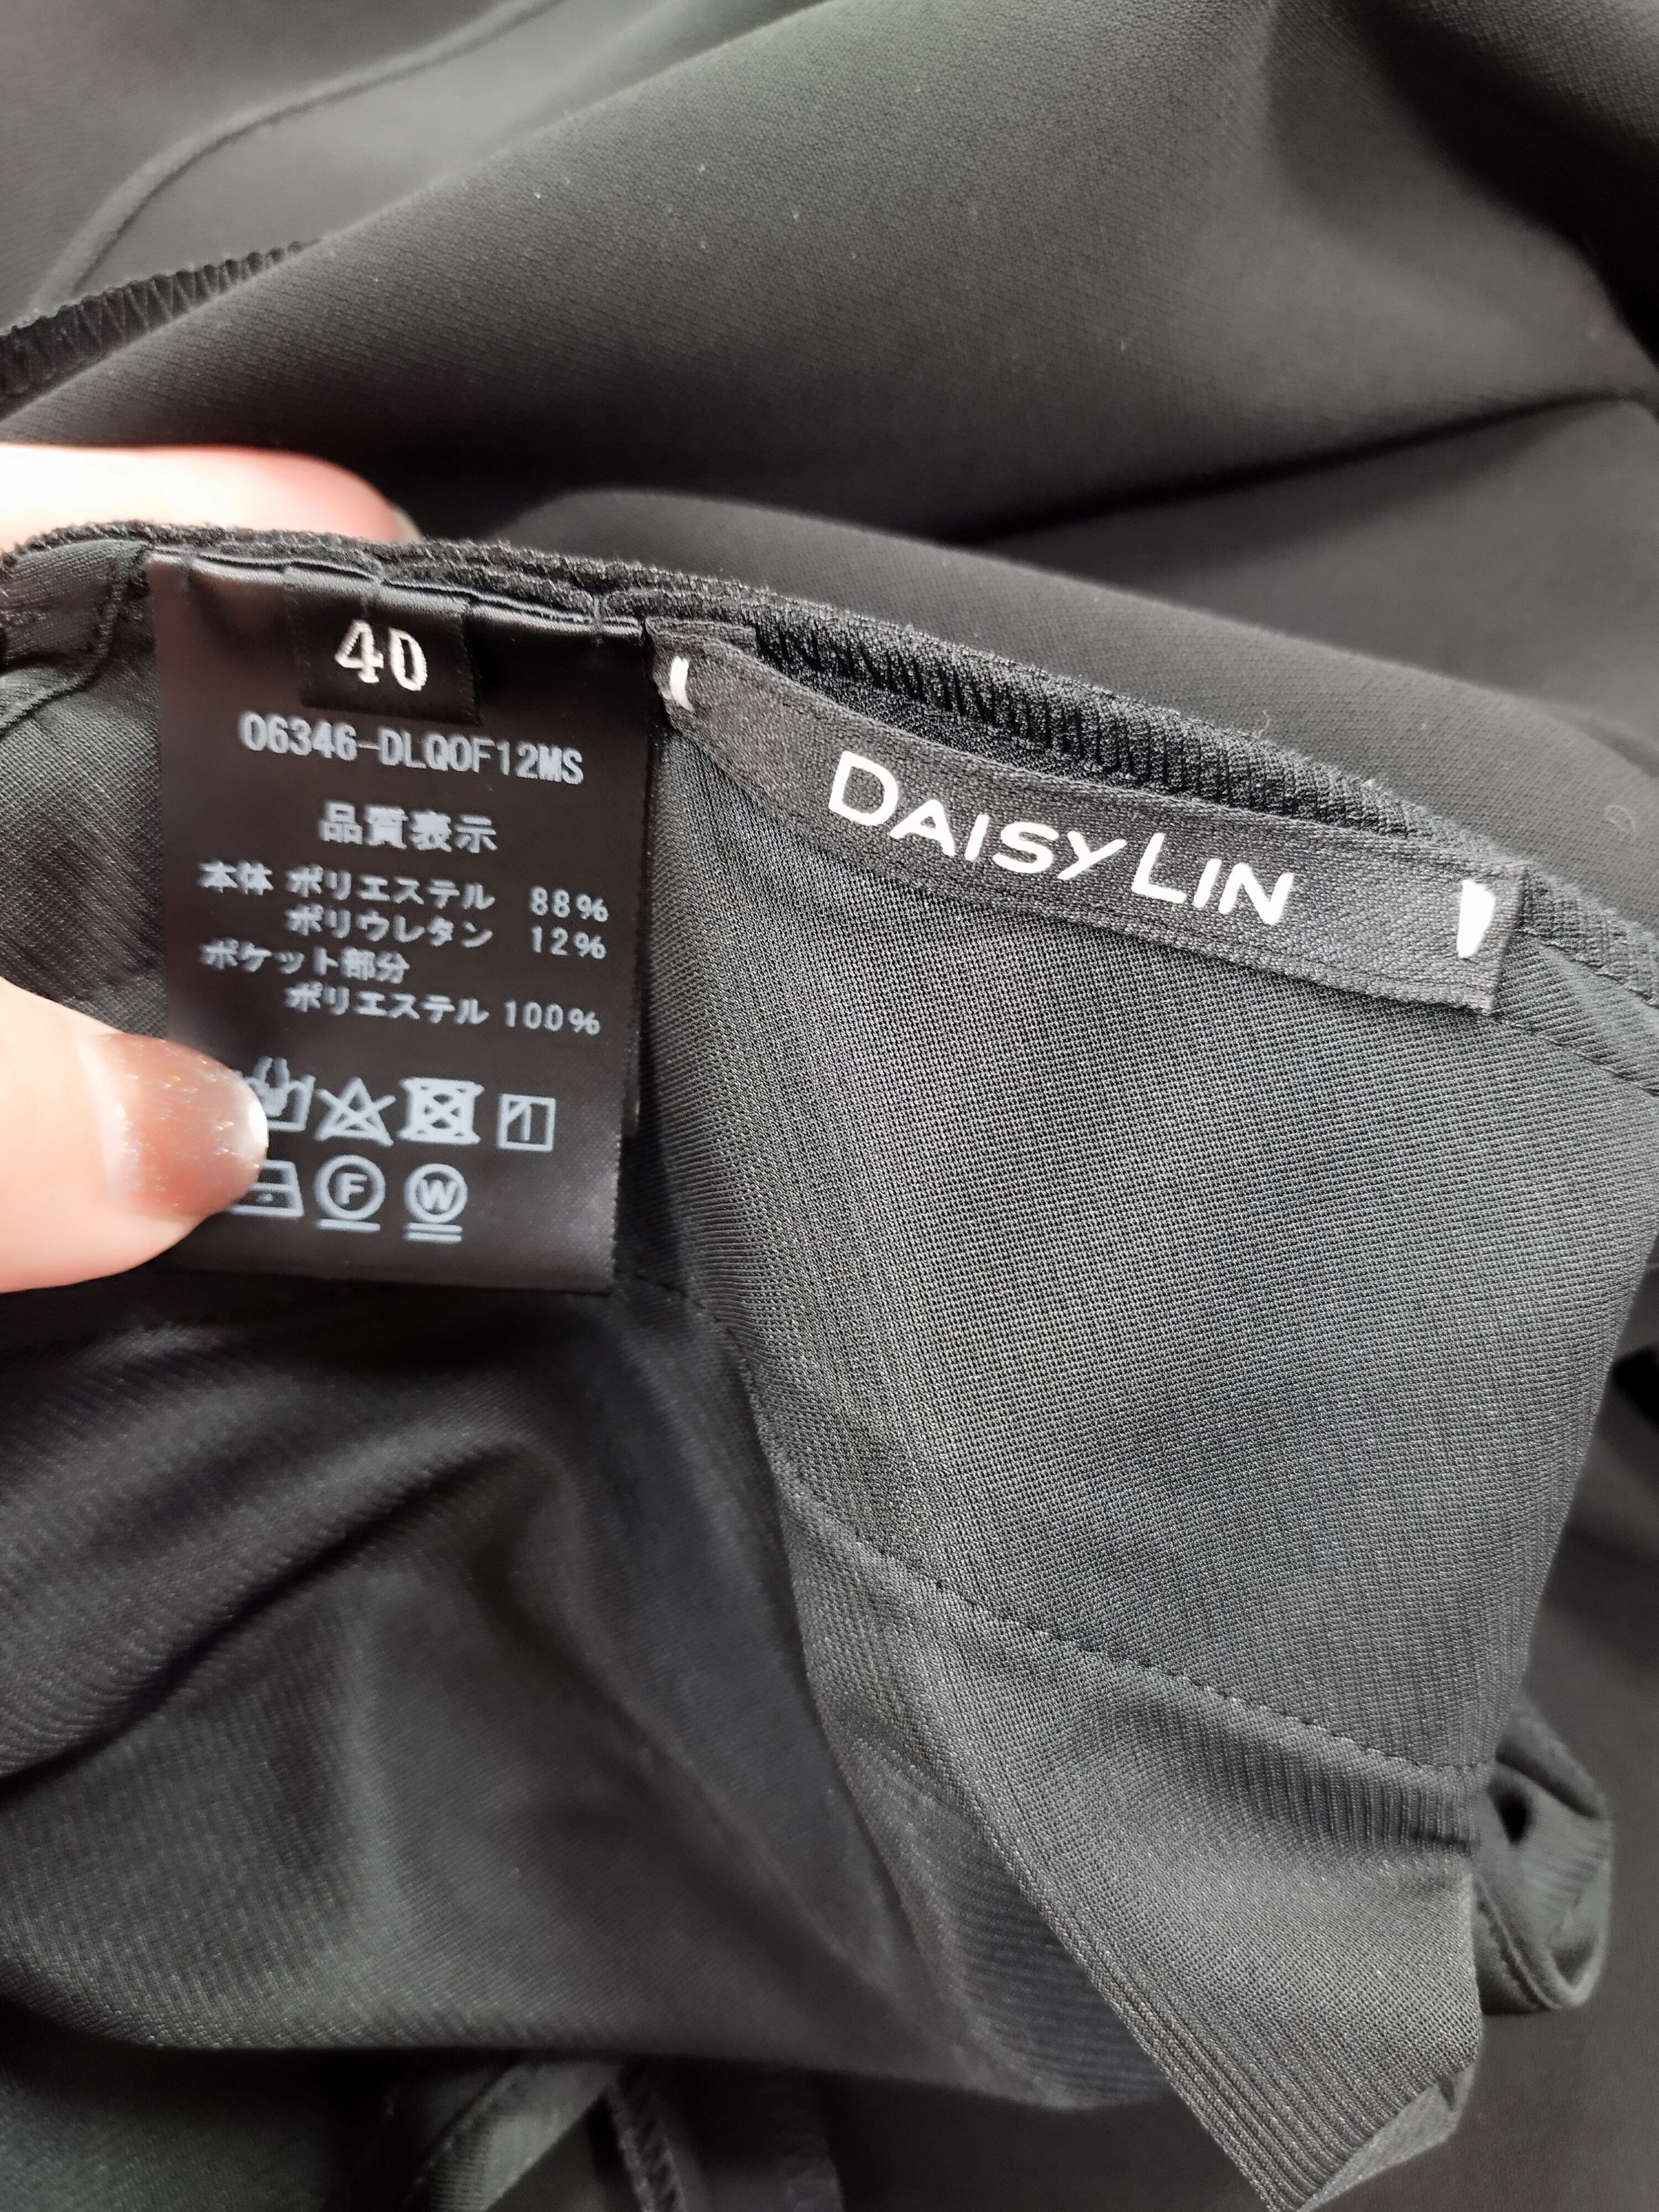 40
06346-DLQOF12MS
品質表示
本体 ポリエステル 88%
ポリウレタン 12%
ポケット部分
ポリエステル 100%
F W
DAISY LIN